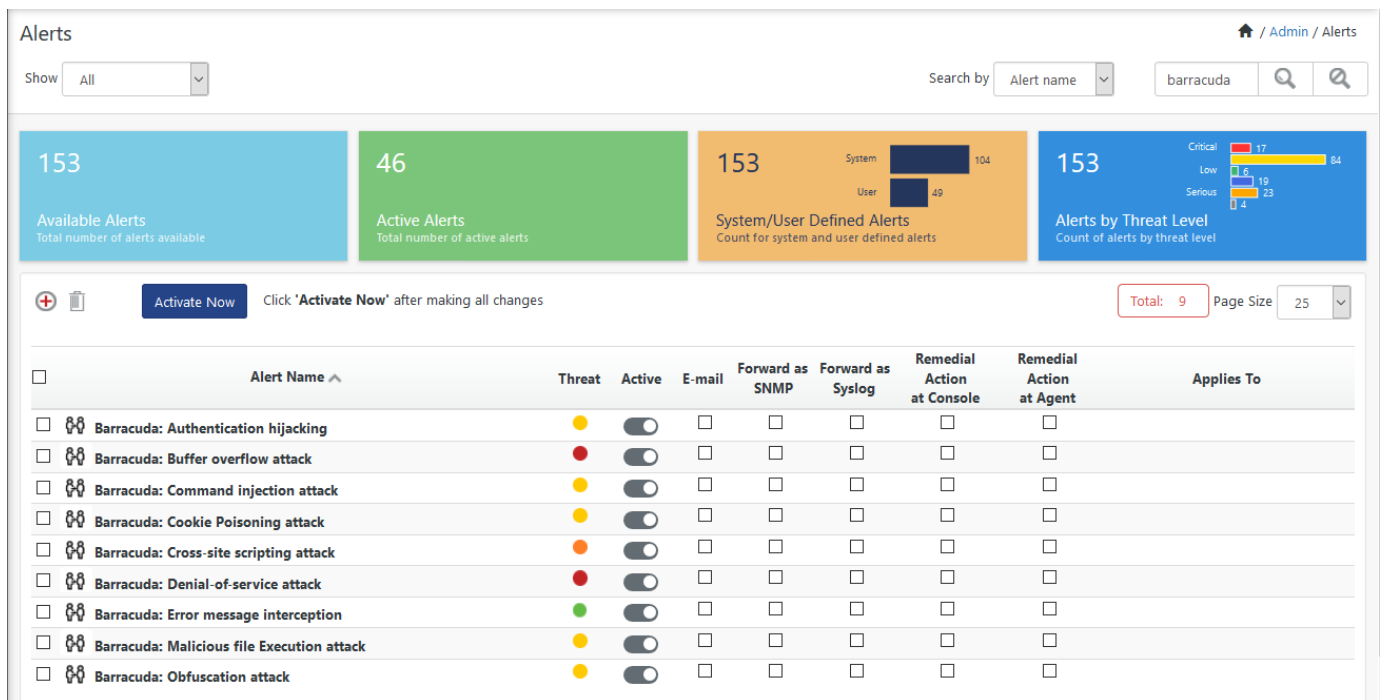 Alerts
/ Admin / Alerts
Show All
Search by Alert name barracuda
153
Available Alerts
Total number of alerts available
46
Active Alerts
Total number of active alerts
153
System 104
User 49
System/User Defined Alerts
Count for system and user defined alerts
153
Critical 17
84
Low 6
19
Serious 23
4
Alerts by Threat Level
Count of alerts by threat level
Activate Now Click 'Activate Now' after making all changes Total: 9 Page Size 25
Alert Name Threat Active E-mail Forward as SNMP Forward as Syslog Remedial Action at Console Remedial Action at Agent Applies To
Barracuda: Authentication hijacking
Barracuda: Buffer overflow attack
Barracuda: Command injection attack
Barracuda: Cookie Poisoning attack
Barracuda: Cross-site scripting attack
Barracuda: Denial-of-service attack
Barracuda: Error message interception
Barracuda: Malicious file Execution attack
Barracuda: Obfuscation attack